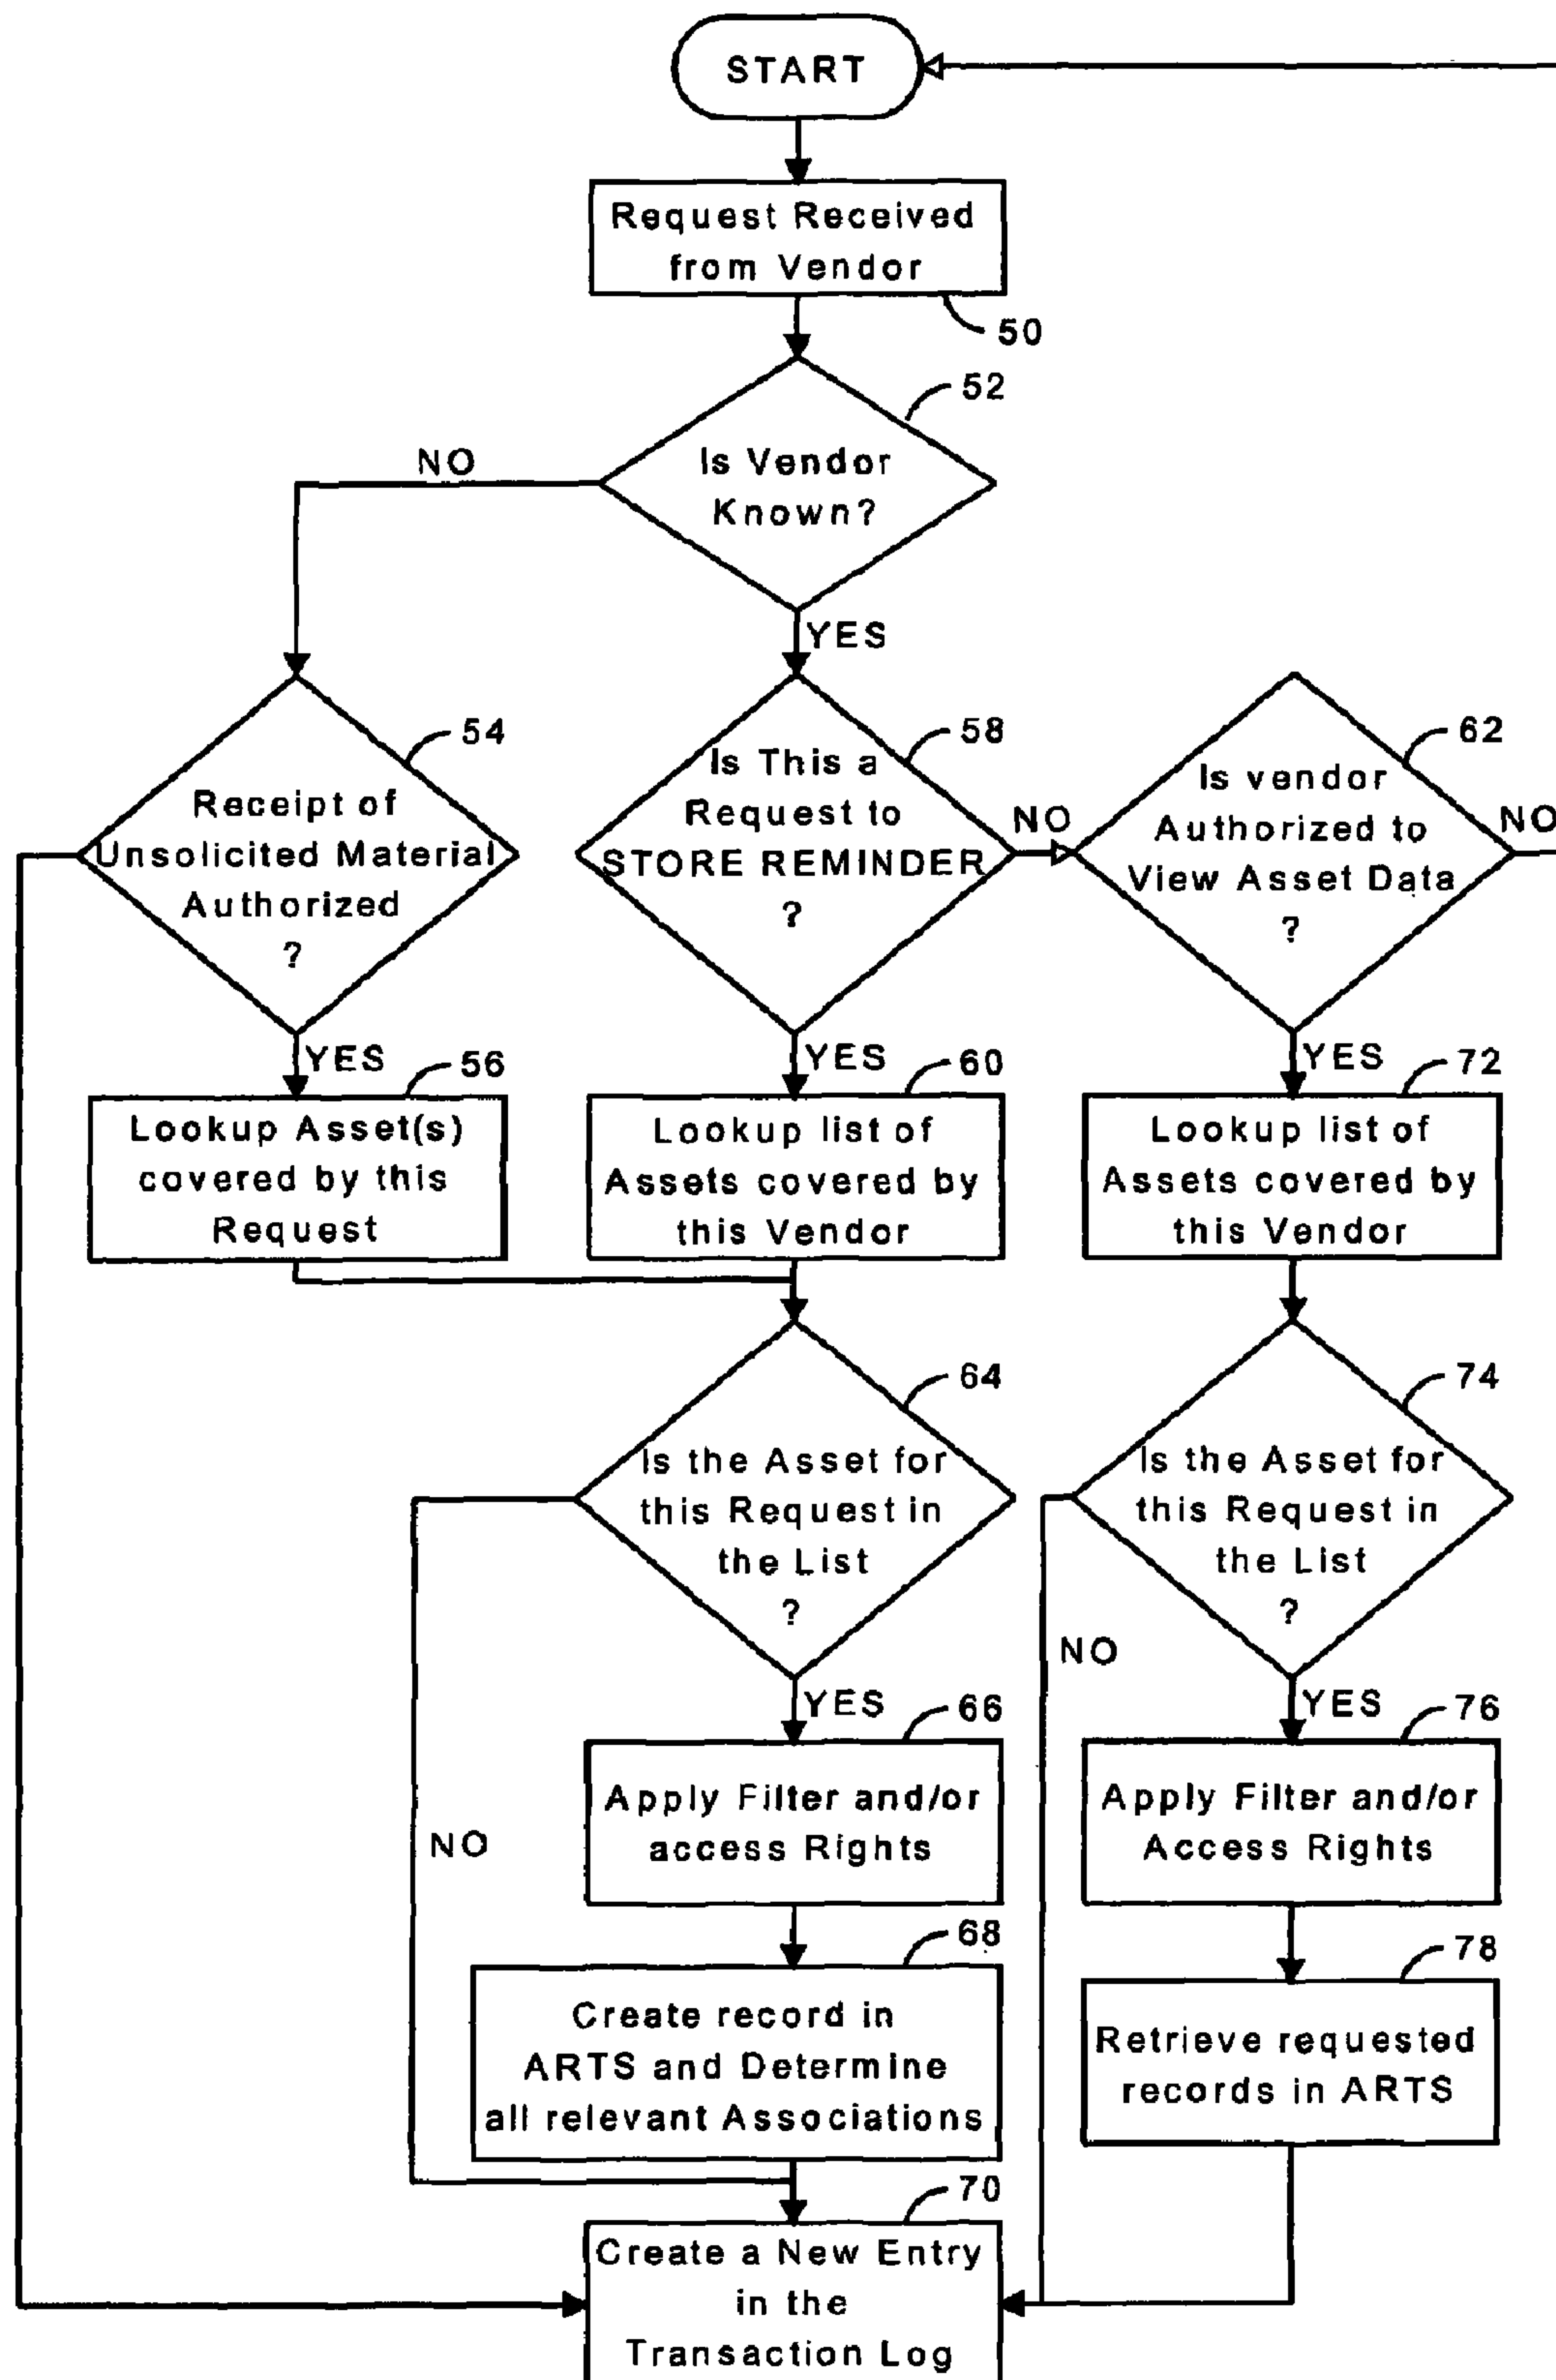 START
Request Received
from Vendor
50
52
Is Vendor
Known?
NO
YES
54
Receipt of
Unsolicited Material
Authorized
?
58
Is This a
Request to
STORE REMINDER
?
NO
62
Is vendor
Authorized to
View Asset Data
?
NO
YES
56
Lookup Asset(s)
covered by this
Request
YES
60
Lookup list of
Assets covered by
this Vendor
YES
72
Lookup list of
Assets covered by
this Vendor
64
Is the Asset for
this Request in
the List
?
74
Is the Asset for
this Request in
the List
?
NO
NO
YES
66
Apply Filter and/or
access Rights
YES
76
Apply Filter and/or
Access Rights
68
Create record in
ARTS and Determine
all relevant Associations
78
Retrieve requested
records in ARTS
70
Create a New Entry
in the
Transaction Log